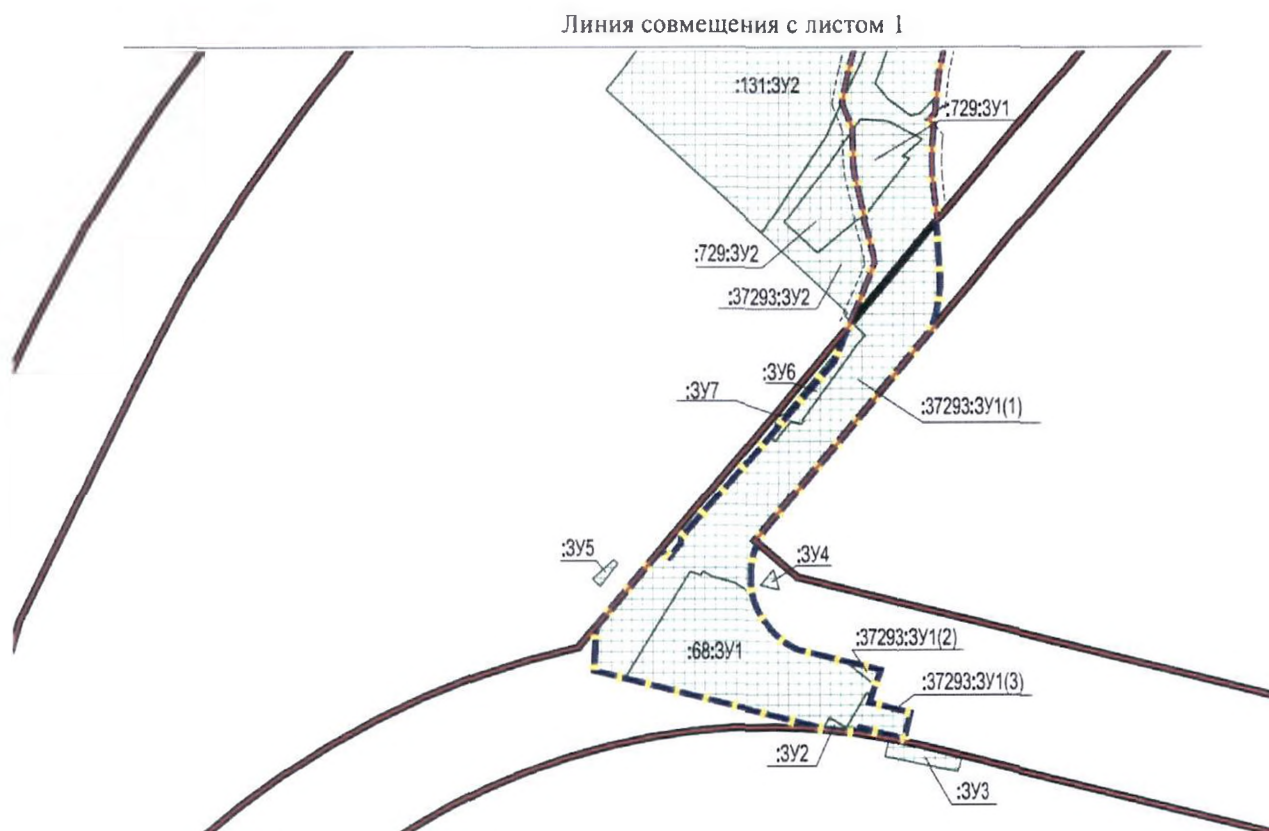 Линия совмещения с листом 1
:131:ЗУ2
:729:ЗУ1
:729:ЗУ2
:37293:ЗУ2
:ЗУ6
:ЗУ7
:37293:ЗУ1(1)
:ЗУ5
:ЗУ4
:68:ЗУ1
:37293:ЗУ1(2)
:37293:ЗУ1(3)
:ЗУ2
:ЗУ3